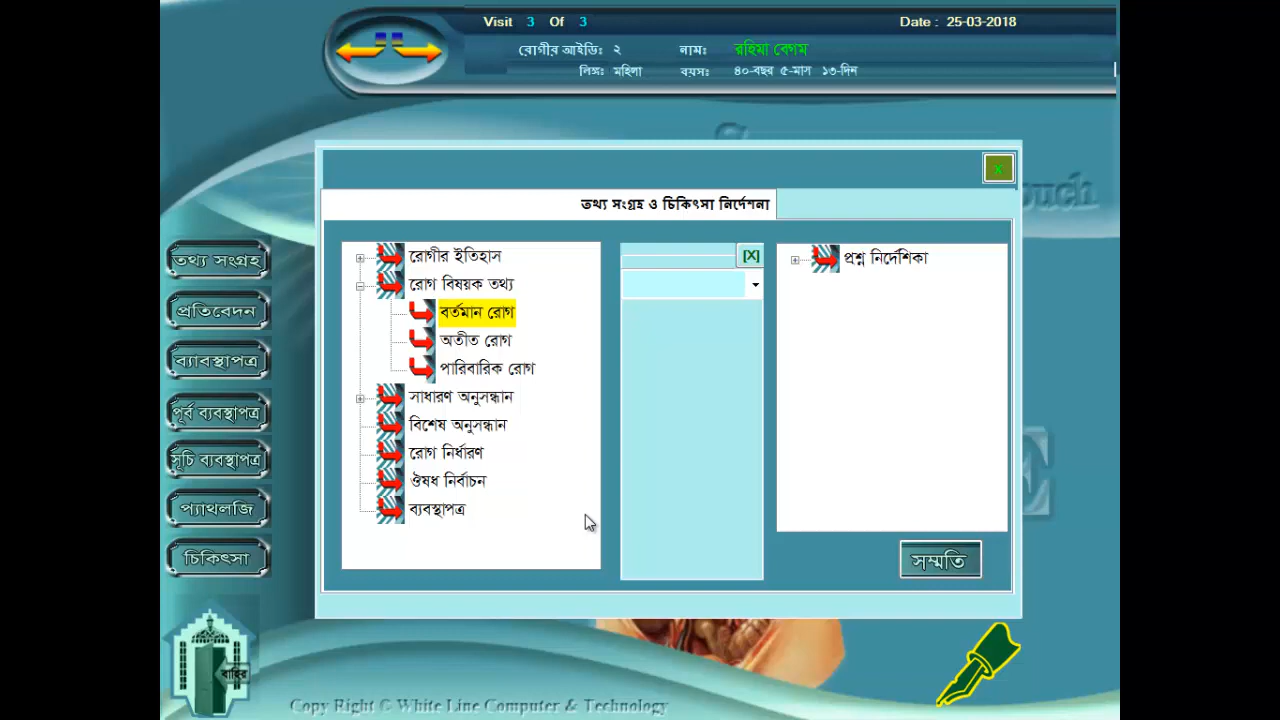 Visit 3 Of 3 Date : 25-03-2018
রোগীর আইডিঃ ২ নামঃ রহিমা বেগম
লিঙ্গঃ মহিলা বয়সঃ ৪০-বছর ৫-মাস ১৩-দিন
ouch
X
তথ্য সংগ্রহ ও চিকিৎসা নির্দেশনা
রোগীর ইতিহাস
রোগ বিষয়ক তথ্য
বর্তমান রোগ
অতীত রোগ
পারিবারিক রোগ
সাধারণ অনুসন্ধান
বিশেষ অনুসন্ধান
রোগ নির্ধারণ
ঔষধ নির্বাচন
ব্যবস্থাপত্র
[X]
প্রশ্ন নির্দেশিকা
সম্মতি
তথ্য সংগ্রহ
প্রতিবেদন
ব্যাবস্থাপত্র
পূর্ব ব্যবস্থাপত্র
সূচি ব্যবস্থাপত্র
প্যাথলজি
চিকিৎসা
বাহির
Copy Right © White Line Computer & Technology